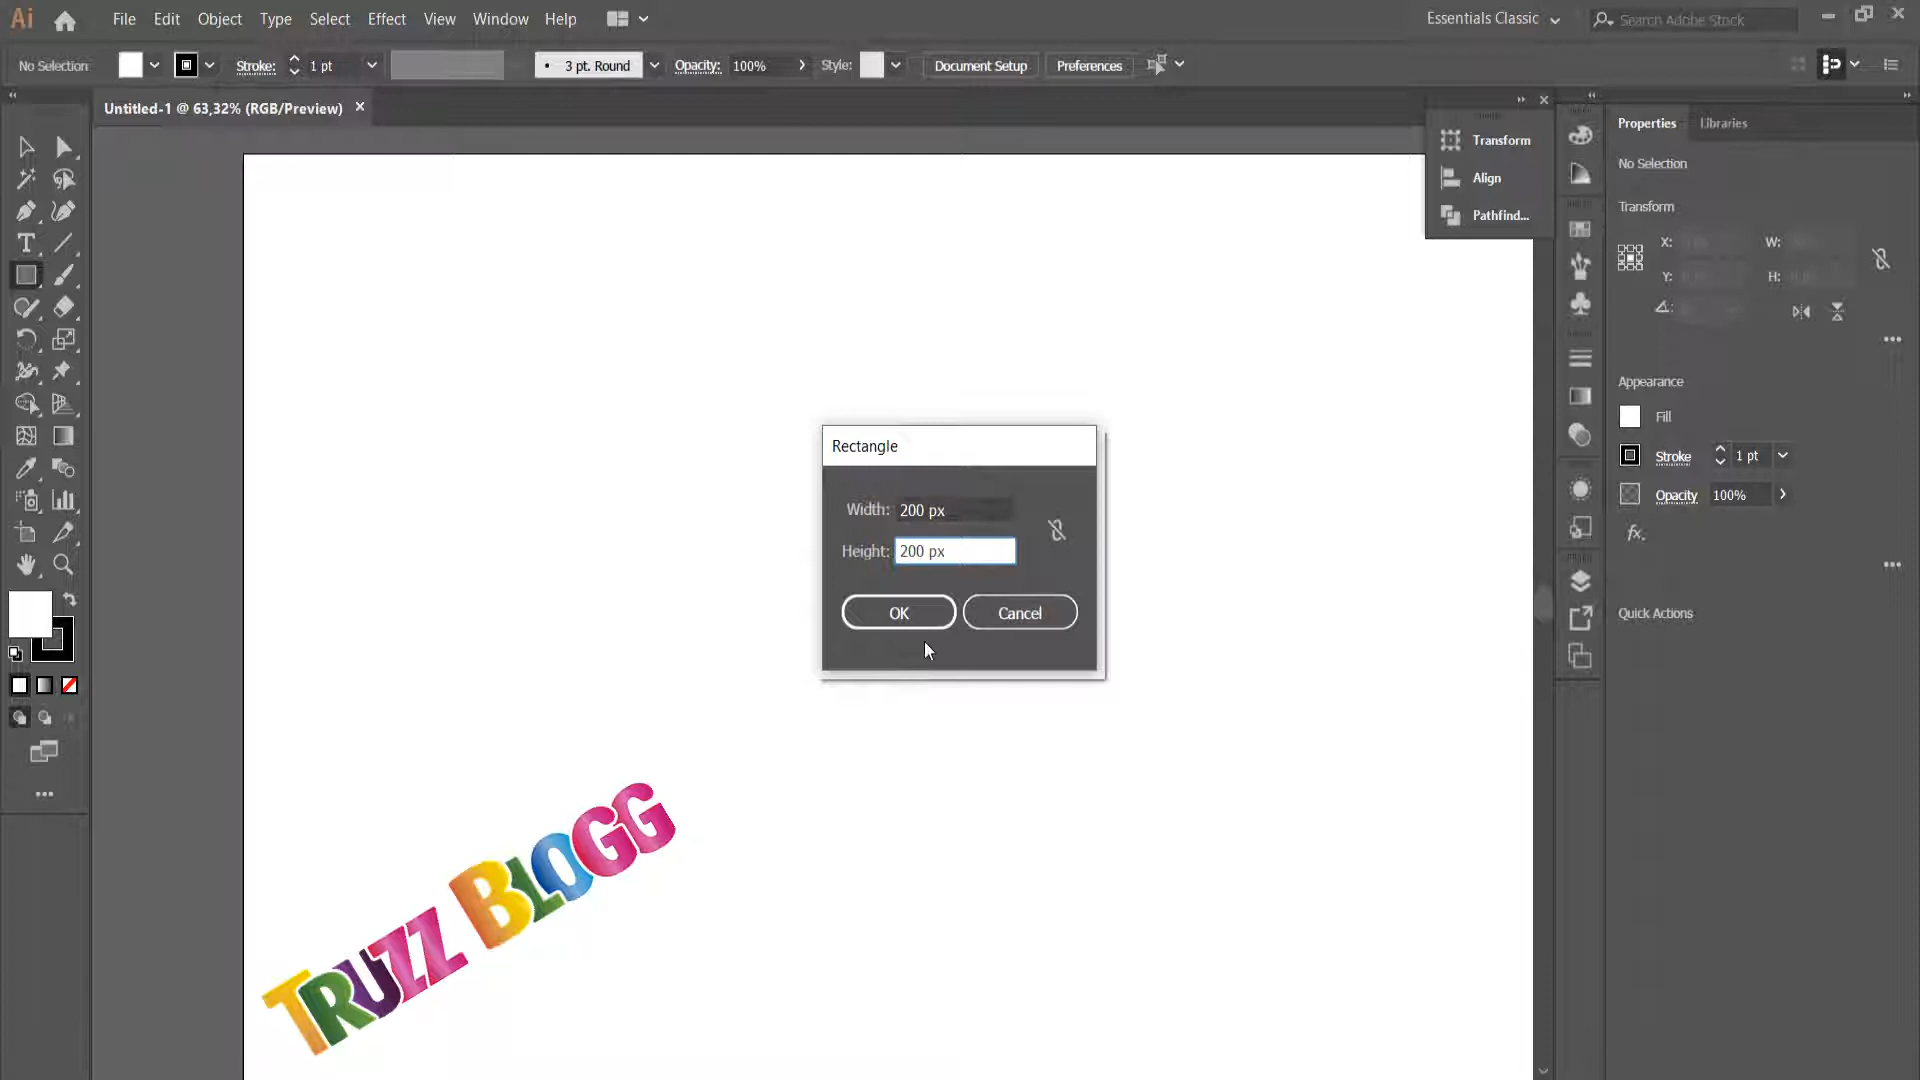 Ai File Edit Object Type Select Effect View Window Help Essentials Classic Search Adobe Stock
No Selection Stroke: 1 pt 3 pt. Round Opacity: 100% Style: Document Setup Preferences
Untitled-1 @ 63,32% (RGB/Preview)
Transform
Align
Pathfind...
Properties Libraries
No Selection
Transform
X: W:
Y: H:
Appearance
Fill
Stroke 1 pt
Opacity 100%
fx.
Quick Actions
Rectangle
Width: 200 px
Height: 200 px
OK Cancel
TRUZZ BLOGG